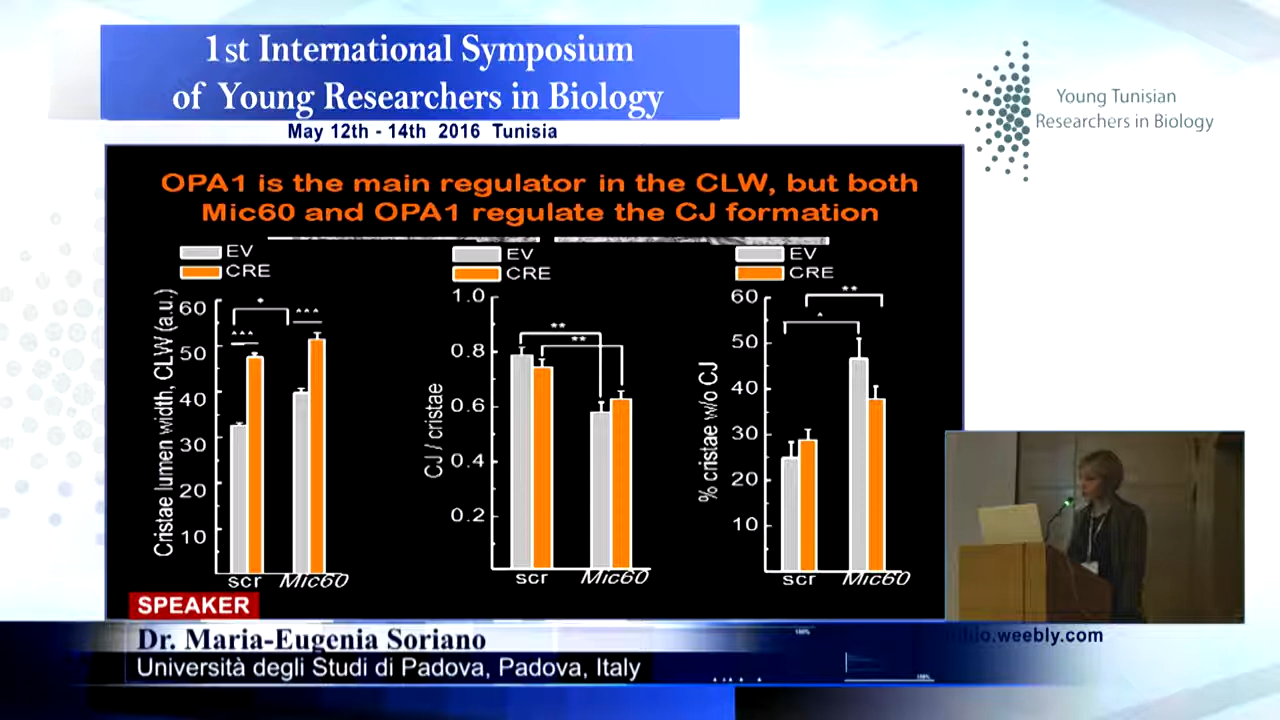 1st International Symposium
of Young Researchers in Biology
May 12th - 14th 2016 Tunisia
Young Tunisian
Researchers in Biology
OPA1 is the main regulator in the CLW, but both
Mic60 and OPA1 regulate the CJ formation
EV
CRE
Cristae lumen width, CLW (a.u.)
60
50
40
30
20
10
*
***
***
scr
Mic60
EV
CRE
CJ / cristae
1.0
0.8
0.6
0.4
0.2
**
**
scr
Mic60
EV
CRE
% cristae w/o CJ
60
50
40
30
20
10
**
*
scr
Mic60
SPEAKER
Dr. Maria-Eugenia Soriano
Università degli Studi di Padova, Padova, Italy
.weebly.com